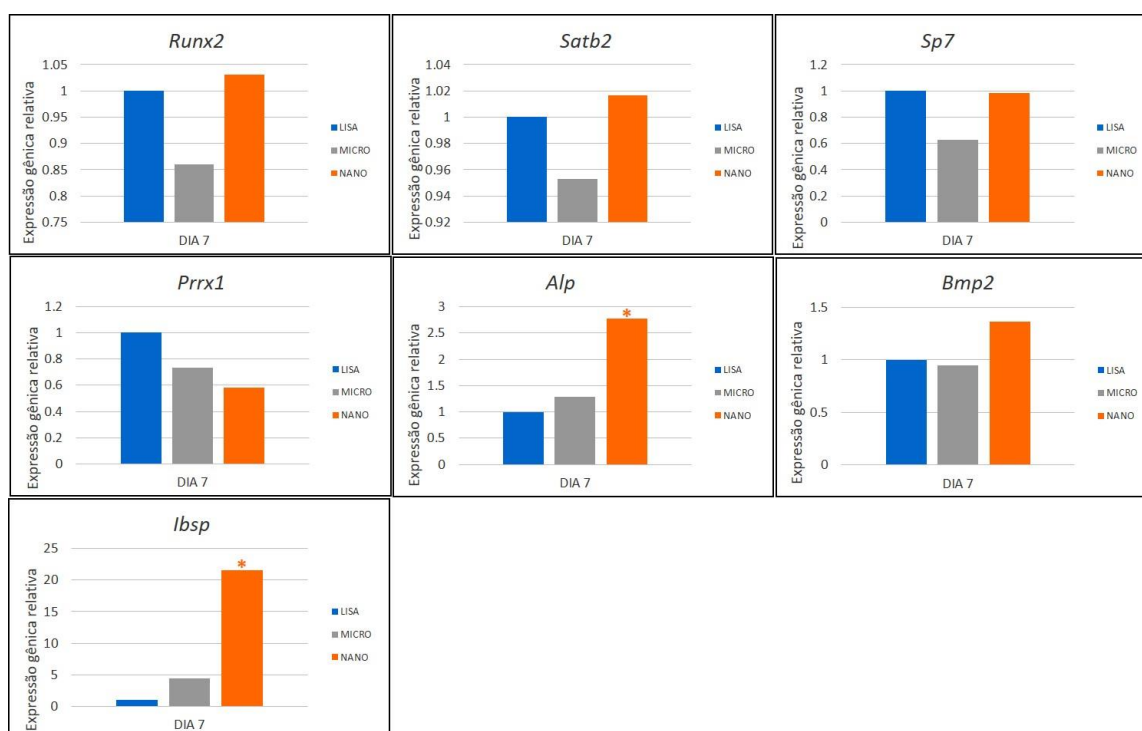 Runx2
Expressão gênica relativa
1.05
1
0.95
0.9
0.85
0.8
0.75
LISA
MICRO
NANO
DIA 7
Satb2
Expressão gênica relativa
1.04
1.02
1
0.98
0.96
0.94
0.92
LISA
MICRO
NANO
DIA 7
Sp7
Expressão gênica relativa
1.2
1
0.8
0.6
0.4
0.2
0
LISA
MICRO
NANO
DIA 7
Prrx1
Expressão gênica relativa
1.2
1
0.8
0.6
0.4
0.2
0
LISA
MICRO
NANO
DIA 7
Alp
Expressão gênica relativa
3
2.5
2
1.5
1
0.5
0
*
LISA
MICRO
NANO
DIA 7
Bmp2
Expressão gênica relativa
1.5
1
0.5
0
LISA
MICRO
NANO
DIA 7
Ibsp
Expressão gênica relativa
25
20
15
10
5
0
*
LISA
MICRO
NANO
DIA 7